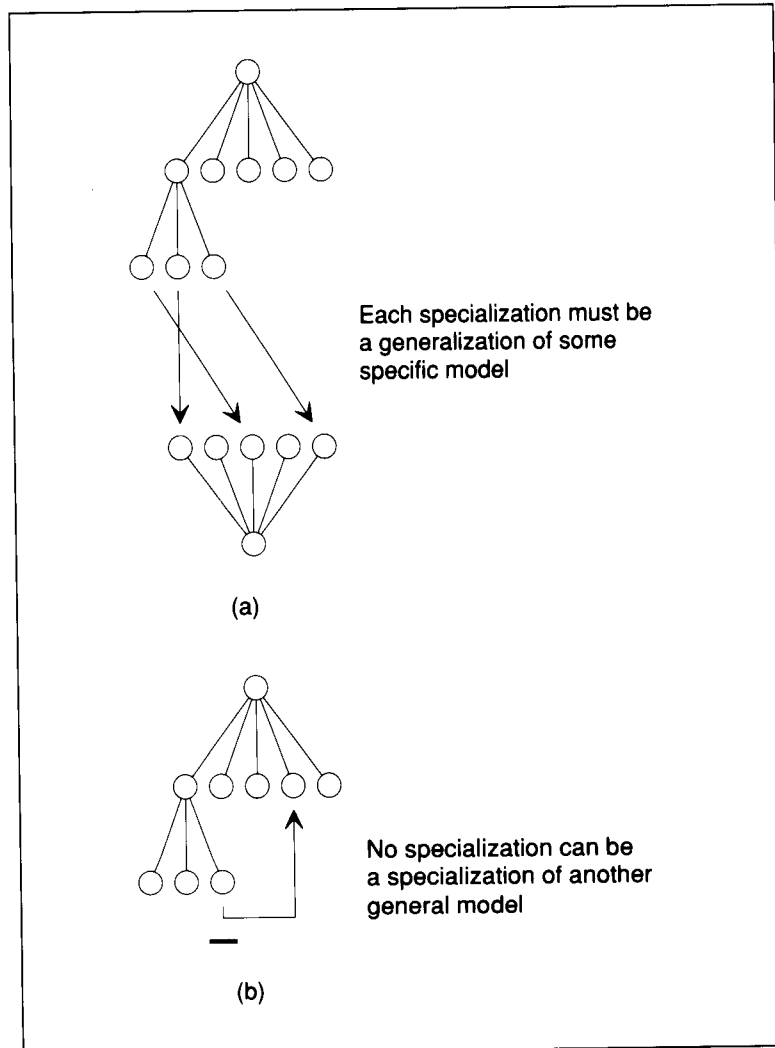 Each specialization must be
a generalization of some
specific model
(a)
No specialization can be
a specialization of another
general model
(b)